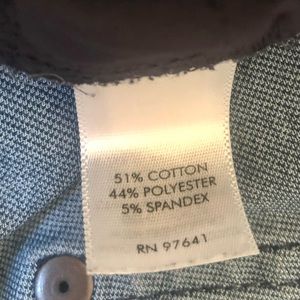 51% COTTON
44% POLYESTER
5% SPANDEX
RN 97641